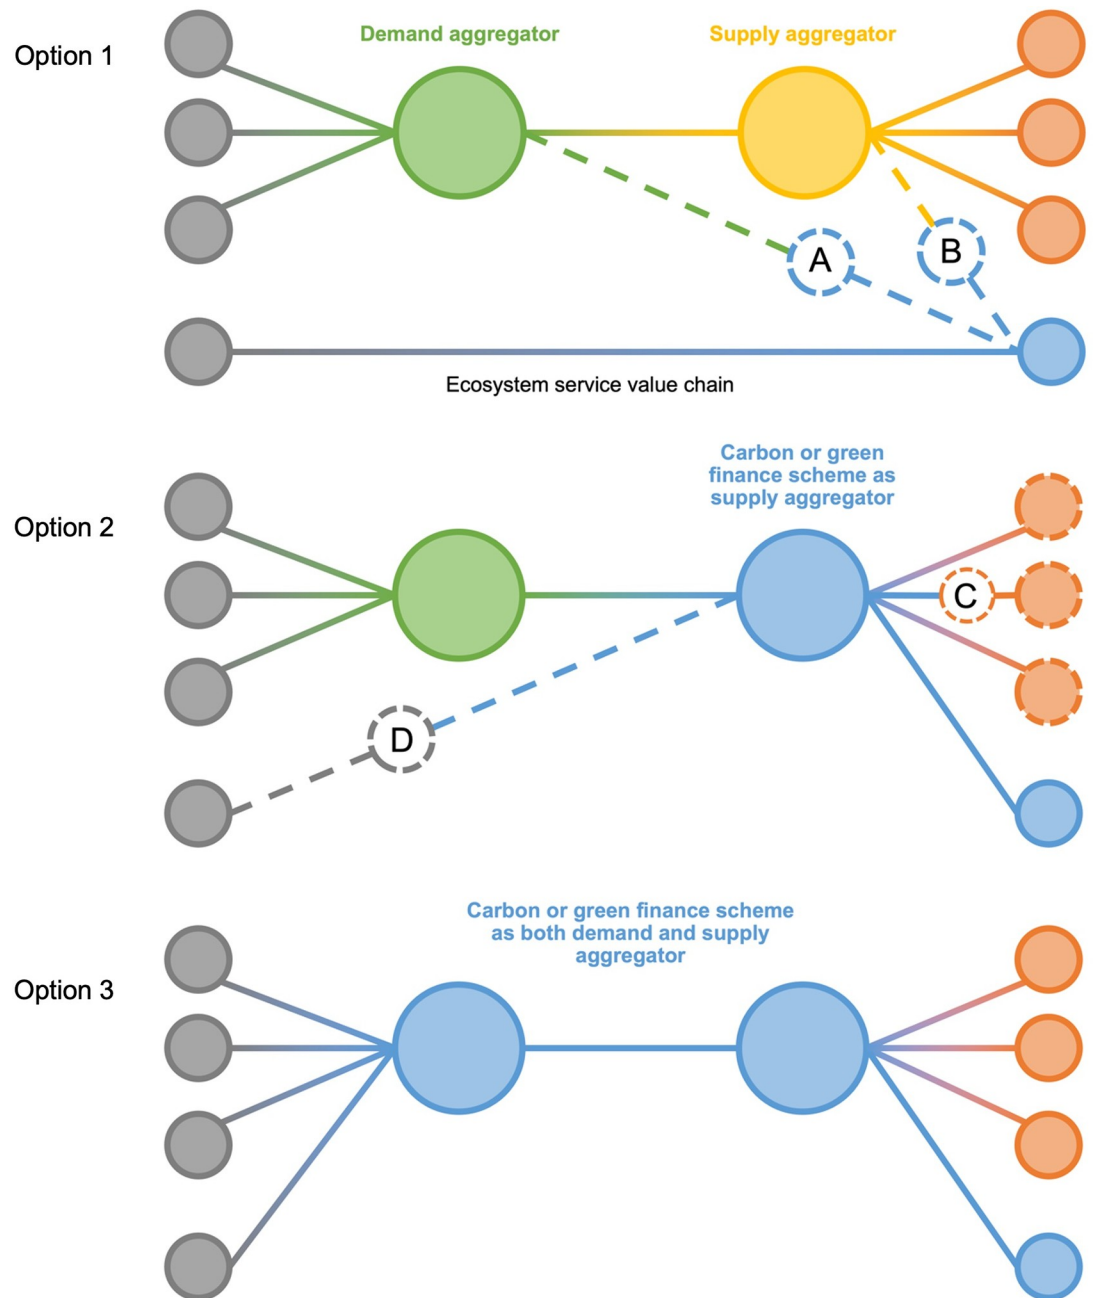 Option 1
Demand aggregator
Supply aggregator
A
B
Ecosystem service value chain
Option 2
Carbon or green
finance scheme as
supply aggregator
C
D
Option 3
Carbon or green finance scheme
as both demand and supply
aggregator